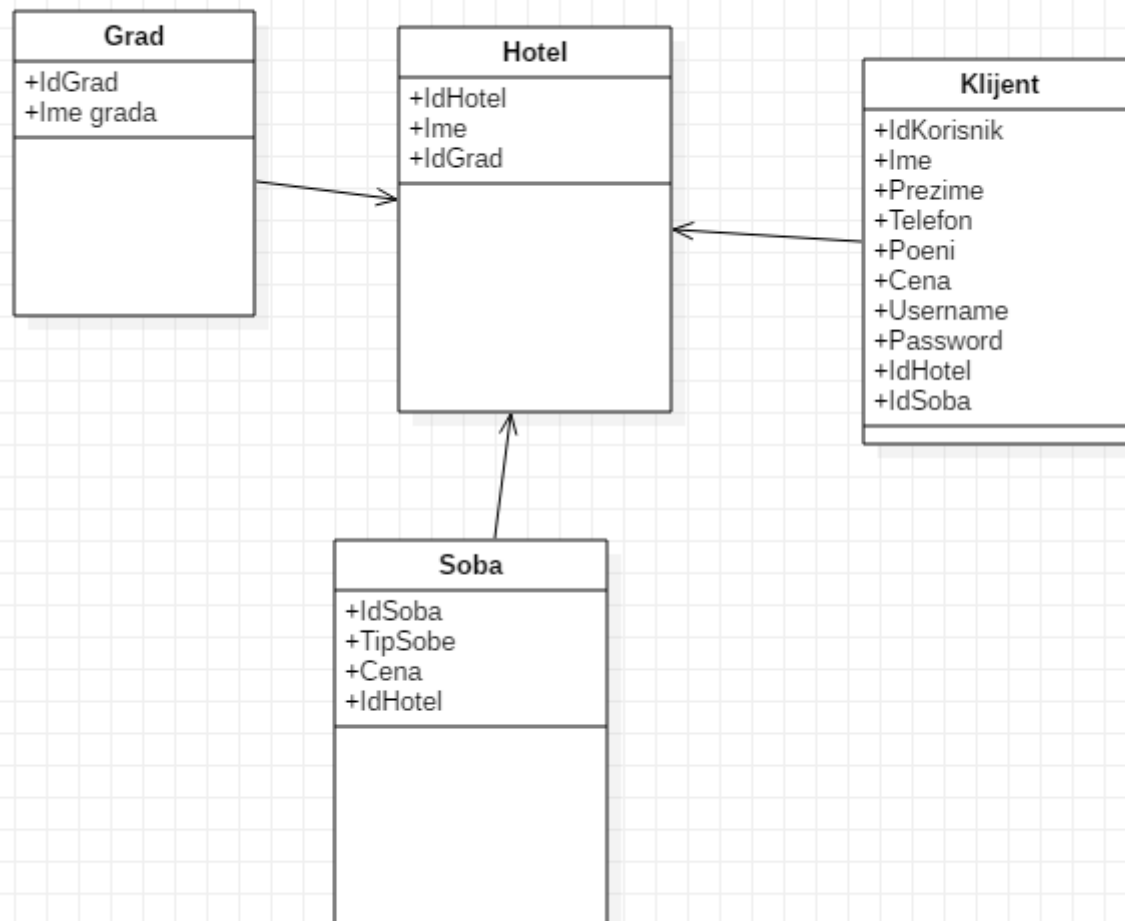 Grad
+IdGrad
+Ime grada
Hotel
+IdHotel
+Ime
+IdGrad
Klijent
+IdKorisnik
+Ime
+Prezime
+Telefon
+Poeni
+Cena
+Username
+Password
+IdHotel
+IdSoba
Soba
+IdSoba
+TipSobe
+Cena
+IdHotel